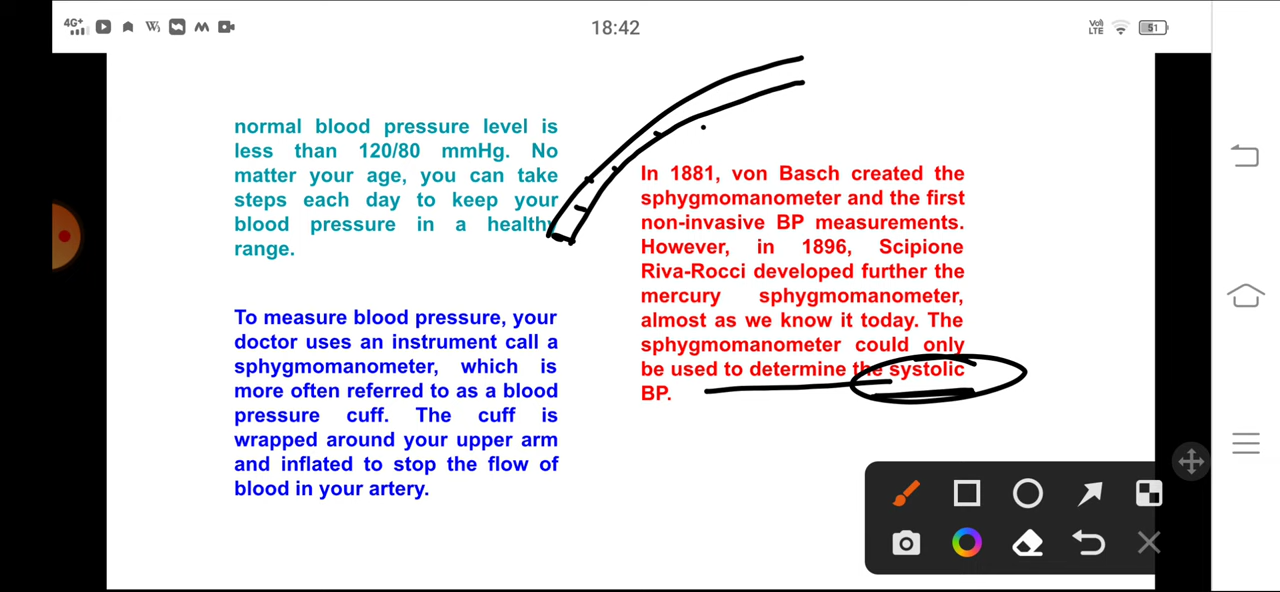 4G+
18:42
Vo)
LTE
51
normal blood pressure level is
less than 120/80 mmHg. No
matter your age, you can take
steps each day to keep your
blood pressure in a healthy
range.
To measure blood pressure, your
doctor uses an instrument call a
sphygmomanometer, which is
more often referred to as a blood
pressure cuff. The cuff is
wrapped around your upper arm
and inflated to stop the flow of
blood in your artery.
In 1881, von Basch created the
sphygmomanometer and the first
non-invasive BP measurements.
However, in 1896, Scipione
Riva-Rocci developed further the
mercury sphygmomanometer,
almost as we know it today. The
sphygmomanometer could only
be used to determine the systolic
BP.